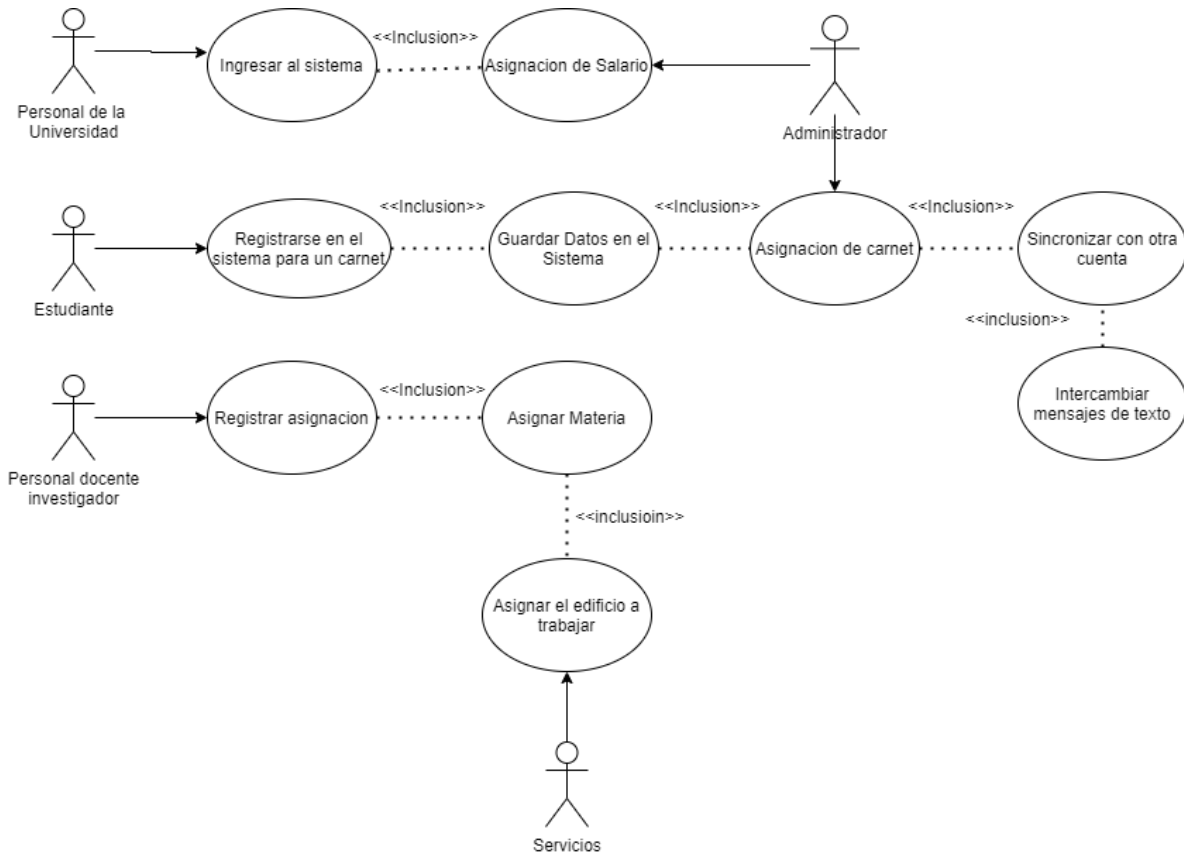 <<Inclusion>>
Ingresar al sistema
Asignacion de Salario
Personal de la
Universidad
Administrador
<<Inclusion>>
<<Inclusion>>
<<Inclusion>>
Registrarse en el
sistema para un carnet
Guardar Datos en el
Sistema
Asignacion de carnet
Sincronizar con otra
cuenta
Estudiante
<<inclusion>>
<<Inclusion>>
Registrar asignacion
Asignar Materia
Intercambiar
mensajes de texto
Personal docente
investigador
<<inclusioin>>
Asignar el edificio a
trabajar
Servicios